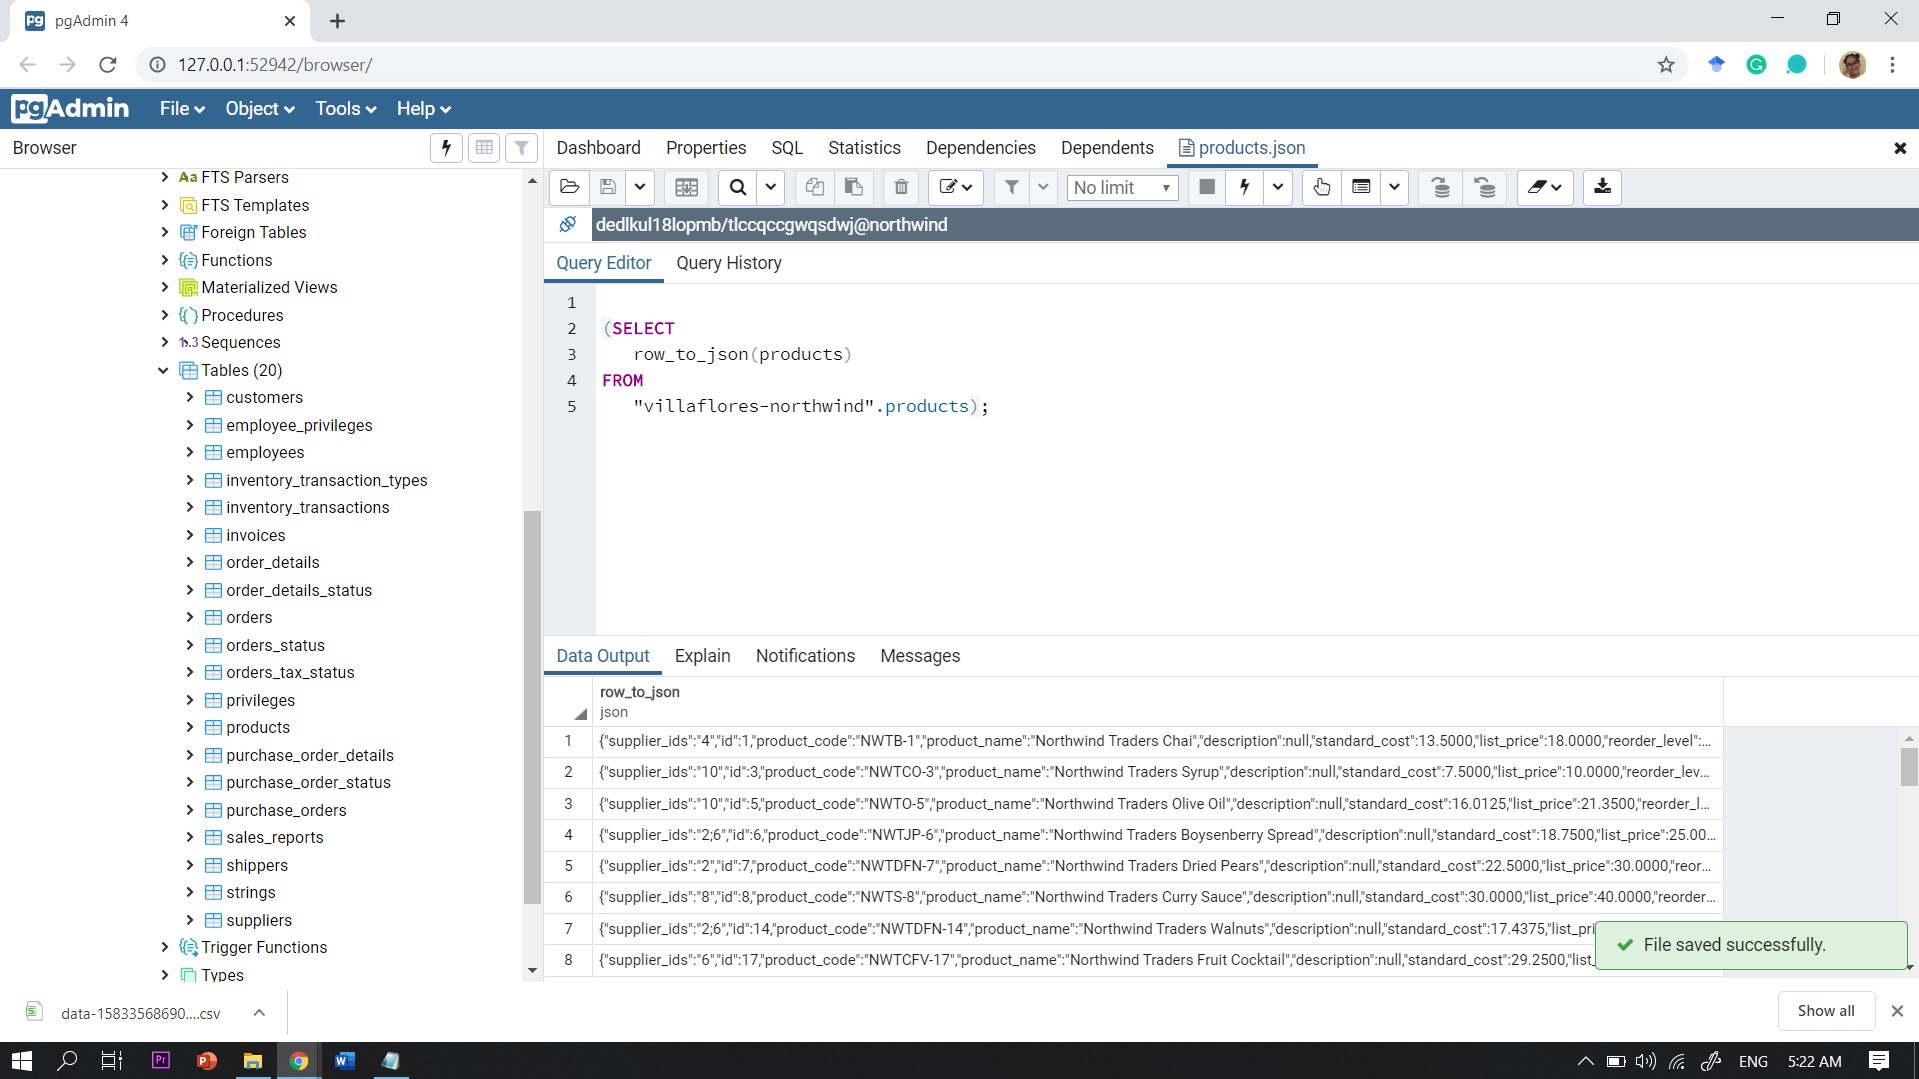 pgAdmin 4
127.0.0.1:52942/browser/
pgAdmin File Object Tools Help
Browser
Dashboard Properties SQL Statistics Dependencies Dependents products.json
FTS Parsers
FTS Templates
Foreign Tables
Functions
Materialized Views
Procedures
1..3 Sequences
Tables (20)
customers
employee_privileges
employees
inventory_transaction_types
inventory_transactions
invoices
order_details
order_details_status
orders
orders_status
orders_tax_status
privileges
products
purchase_order_details
purchase_order_status
purchase_orders
sales_reports
shippers
strings
suppliers
Trigger Functions
Types
No limit
dedlkul18lopmb/tlccqccgwqsdwj@northwind
Query Editor Query History
1
2 (SELECT
3 row_to_json(products)
4 FROM
5 "villaflores-northwind".products);
Data Output Explain Notifications Messages
row_to_json
json
1 {"supplier_ids":"4","id":1,"product_code":"NWTB-1","product_name":"Northwind Traders Chai","description":null,"standard_cost":13.5000,"list_price":18.0000,"reorder_level":...
2 {"supplier_ids":"10","id":3,"product_code":"NWTCO-3","product_name":"Northwind Traders Syrup","description":null,"standard_cost":7.5000,"list_price":10.0000,"reorder_lev...
3 {"supplier_ids":"10","id":5,"product_code":"NWTO-5","product_name":"Northwind Traders Olive Oil","description":null,"standard_cost":16.0125,"list_price":21.3500,"reorder_l...
4 {"supplier_ids":"2;6","id":6,"product_code":"NWTJP-6","product_name":"Northwind Traders Boysenberry Spread","description":null,"standard_cost":18.7500,"list_price":25.00...
5 {"supplier_ids":"2","id":7,"product_code":"NWTDFN-7","product_name":"Northwind Traders Dried Pears","description":null,"standard_cost":22.5000,"list_price":30.0000,"reor...
6 {"supplier_ids":"8","id":8,"product_code":"NWTS-8","product_name":"Northwind Traders Curry Sauce","description":null,"standard_cost":30.0000,"list_price":40.0000,"reorder...
7 {"supplier_ids":"2;6","id":14,"product_code":"NWTDFN-14","product_name":"Northwind Traders Walnuts","description":null,"standard_cost":17.4375,"list_pri
8 {"supplier_ids":"6","id":17,"product_code":"NWTCFV-17","product_name":"Northwind Traders Fruit Cocktail","description":null,"standard_cost":29.2500,"list_
File saved successfully.
data-15833568690....csv
Show all
ENG 5:22 AM